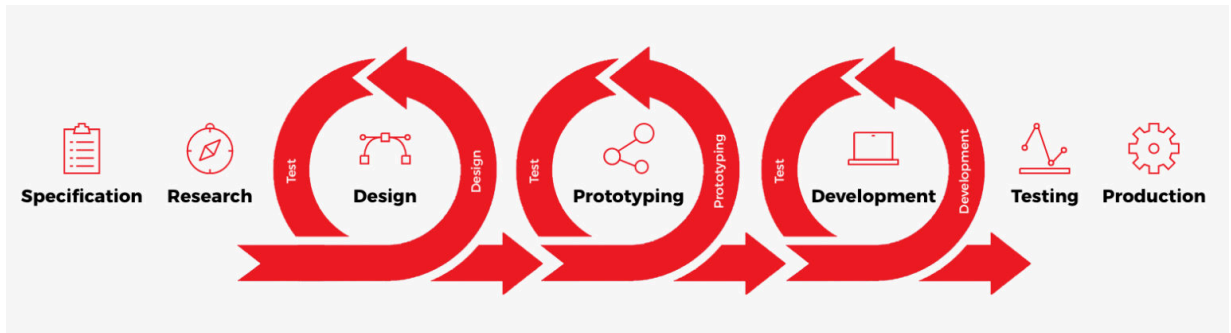 Specification
Research
Test
Design
Design
Test
Prototyping
Prototyping
Test
Development
Development
Testing
Production